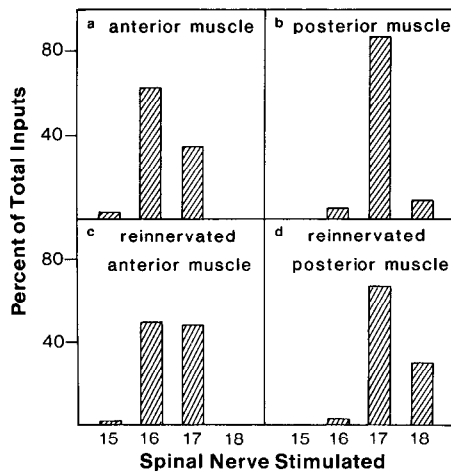 a anterior muscle
b posterior muscle
80
40
Percent of Total Inputs
c reinnervated
anterior muscle
d reinnervated
posterior muscle
80
40
15 16 17 18 15 16 17 18
Spinal Nerve Stimulated